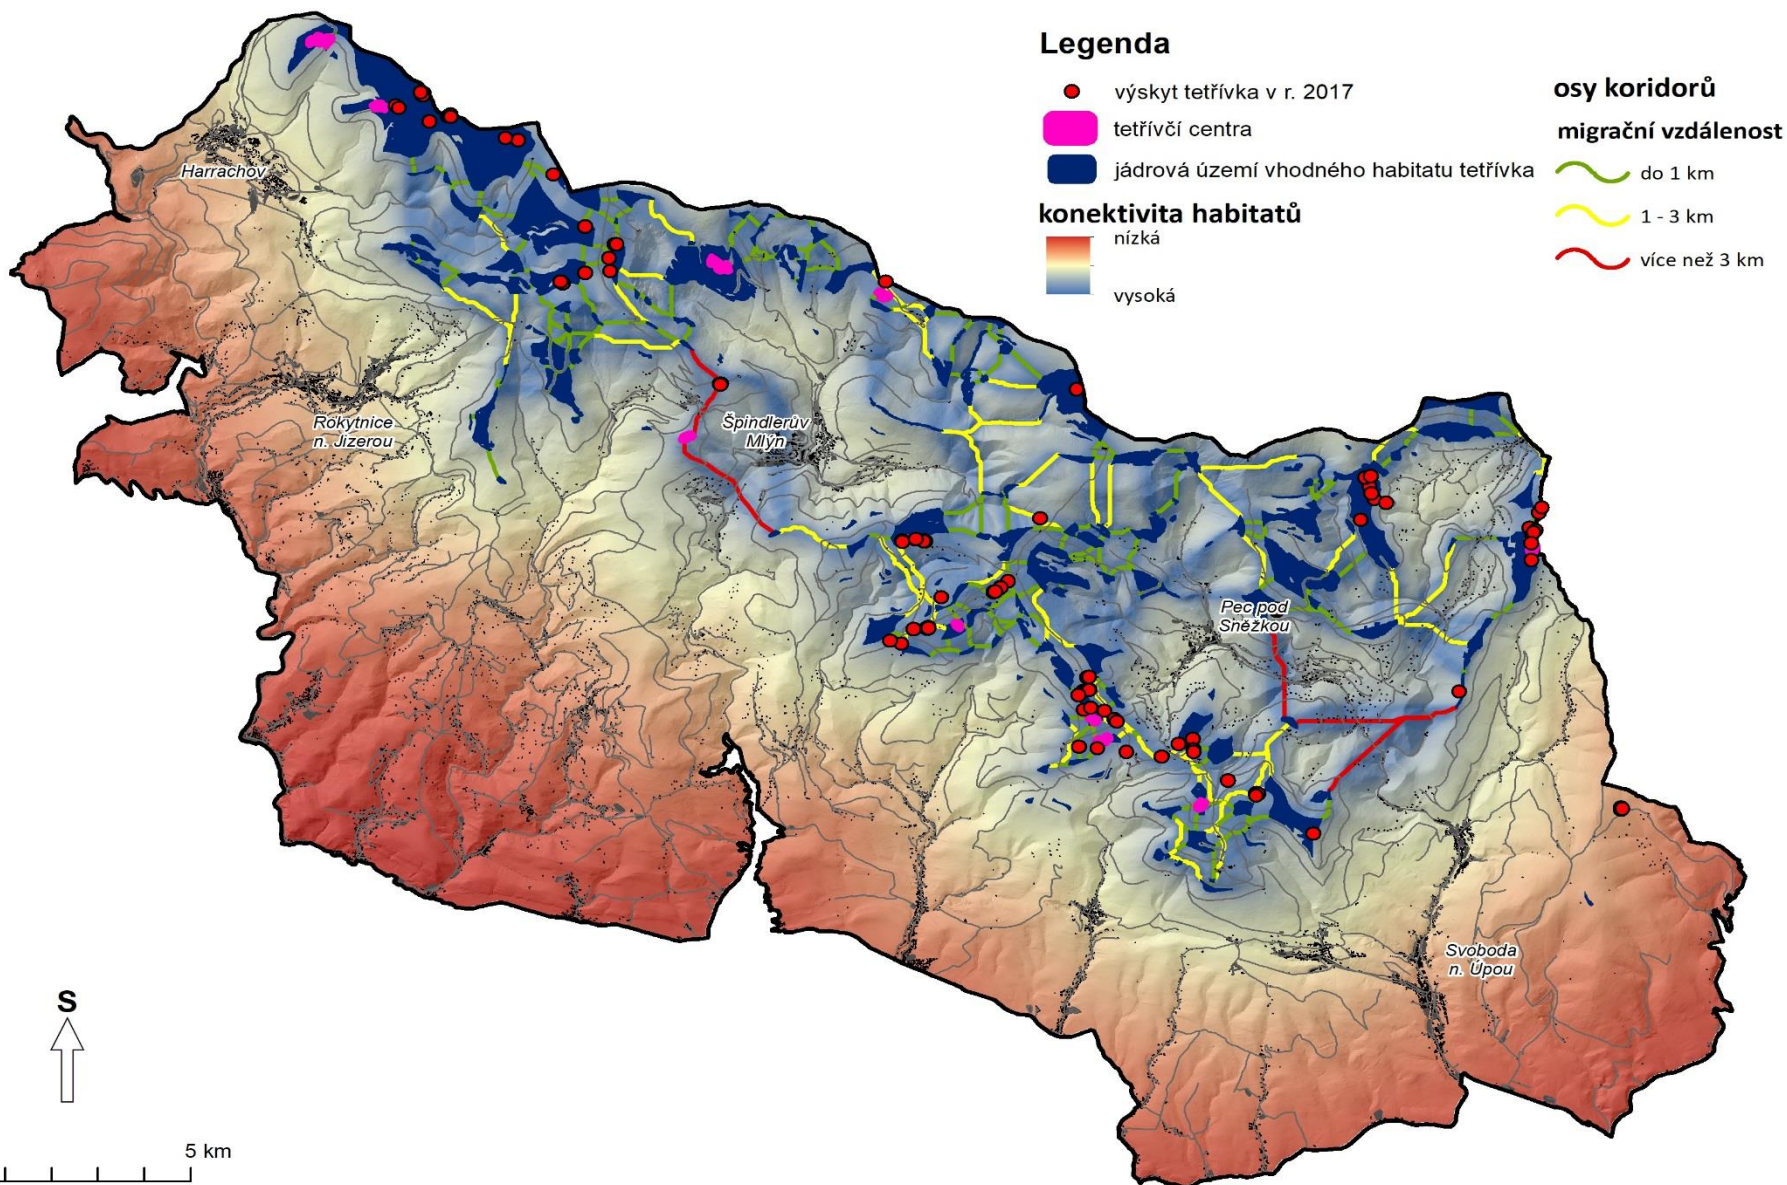 Legenda
výskyt tetřívka v r. 2017
tetřívčí centra
jádrová území vhodného habitatu tetřívka
konektivita habitatů
nízká
vysoká
osy koridorů
migrační vzdálenost
do 1 km
1 - 3 km
více než 3 km
Harrachov
Rokytnice
n. Jizerou
Špindlerův
Mlýn
Pec pod
Sněžkou
Svoboda
n. Úpou
S
5 km